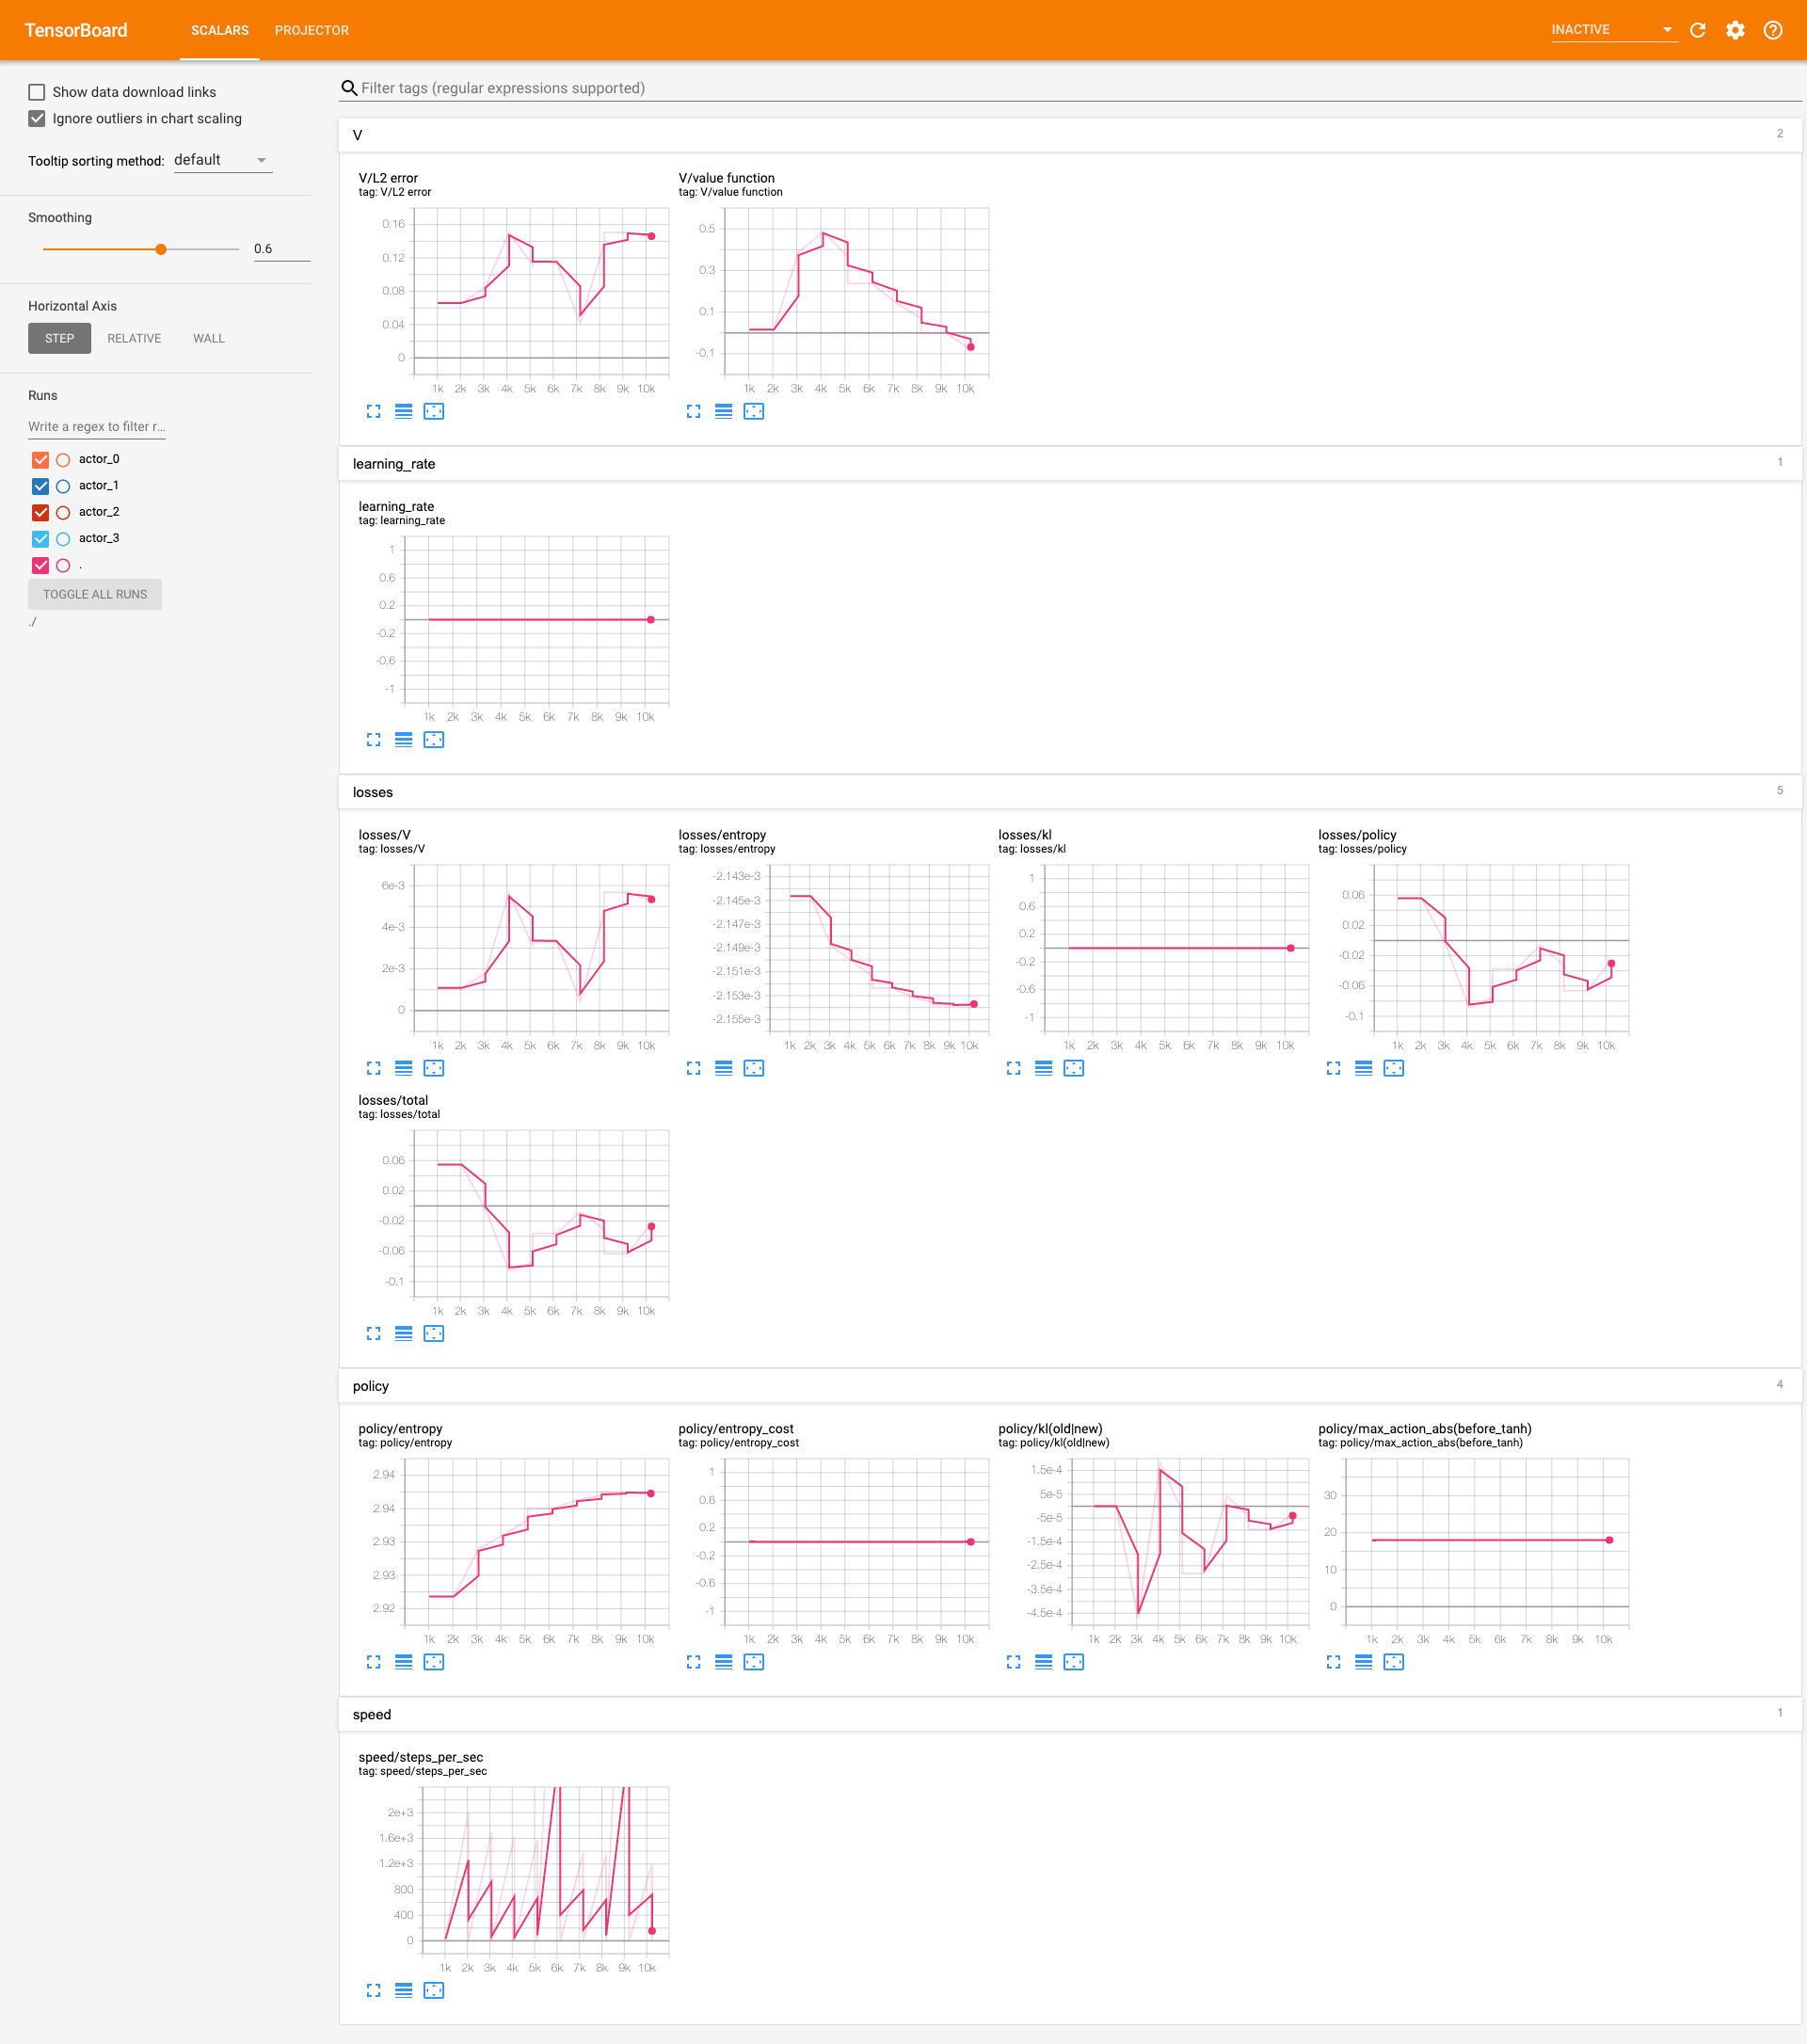 TensorBoard
SCALARS PROJECTOR
INACTIVE
Show data download links
Ignore outliers in chart scaling
Tooltip sorting method: default
Smoothing
0.6
Horizontal Axis
STEP RELATIVE WALL
Runs
Write a regex to filter r...
actor_0
actor_1
actor_2
actor_3
.
TOGGLE ALL RUNS
./
Filter tags (regular expressions supported)
V 2
V/L2 error
tag: V/L2 error
0.16
0.12
0.08
0.04
0
1k 2k 3k 4k 5k 6k 7k 8k 9k 10k
V/value function
tag: V/value function
0.5
0.3
0.1
-0.1
1k 2k 3k 4k 5k 6k 7k 8k 9k 10k
learning_rate 1
learning_rate
tag: learning_rate
1
0.6
0.2
-0.2
-0.6
-1
1k 2k 3k 4k 5k 6k 7k 8k 9k 10k
losses 5
losses/V
tag: losses/V
6e-3
4e-3
2e-3
0
1k 2k 3k 4k 5k 6k 7k 8k 9k 10k
losses/entropy
tag: losses/entropy
-2.143e-3
-2.145e-3
-2.147e-3
-2.149e-3
-2.151e-3
-2.153e-3
-2.155e-3
1k 2k 3k 4k 5k 6k 7k 8k 9k 10k
losses/kl
tag: losses/kl
1
0.6
0.2
-0.2
-0.6
-1
1k 2k 3k 4k 5k 6k 7k 8k 9k 10k
losses/policy
tag: losses/policy
0.06
0.02
-0.02
-0.06
-0.1
1k 2k 3k 4k 5k 6k 7k 8k 9k 10k
losses/total
tag: losses/total
0.06
0.02
-0.02
-0.06
-0.1
1k 2k 3k 4k 5k 6k 7k 8k 9k 10k
policy 4
policy/entropy
tag: policy/entropy
2.94
2.94
2.93
2.93
2.92
1k 2k 3k 4k 5k 6k 7k 8k 9k 10k
policy/entropy_cost
tag: policy/entropy_cost
1
0.6
0.2
-0.2
-0.6
-1
1k 2k 3k 4k 5k 6k 7k 8k 9k 10k
policy/kl(old|new)
tag: policy/kl(old|new)
1.5e-4
5e-5
-5e-5
-1.5e-4
-2.5e-4
-3.5e-4
-4.5e-4
1k 2k 3k 4k 5k 6k 7k 8k 9k 10k
policy/max_action_abs(before_tanh)
tag: policy/max_action_abs(before_tanh)
30
20
10
0
1k 2k 3k 4k 5k 6k 7k 8k 9k 10k
speed 1
speed/steps_per_sec
tag: speed/steps_per_sec
2e+3
1.6e+3
1.2e+3
800
400
0
1k 2k 3k 4k 5k 6k 7k 8k 9k 10k